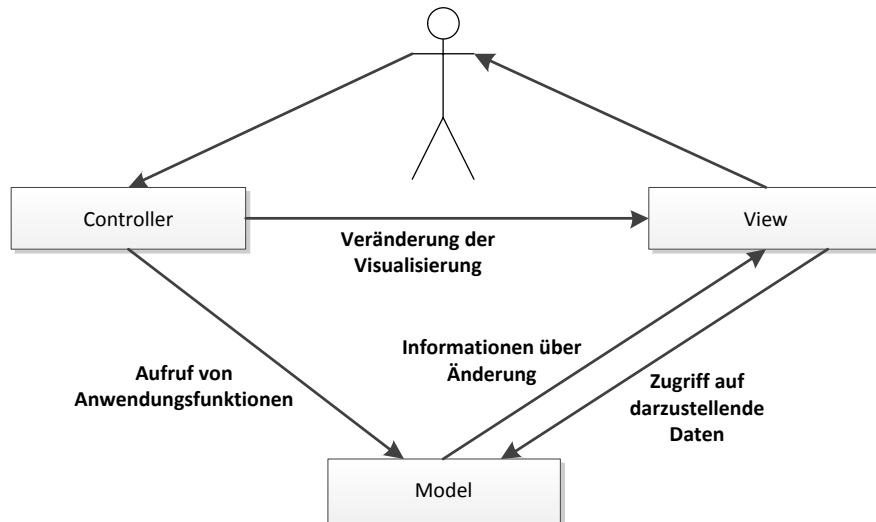 Controller
View
Veränderung der
Visualisierung
Informationen über
Änderung
Aufruf von
Anwendungsfunktionen
Zugriff auf
darzustellende
Daten
Model